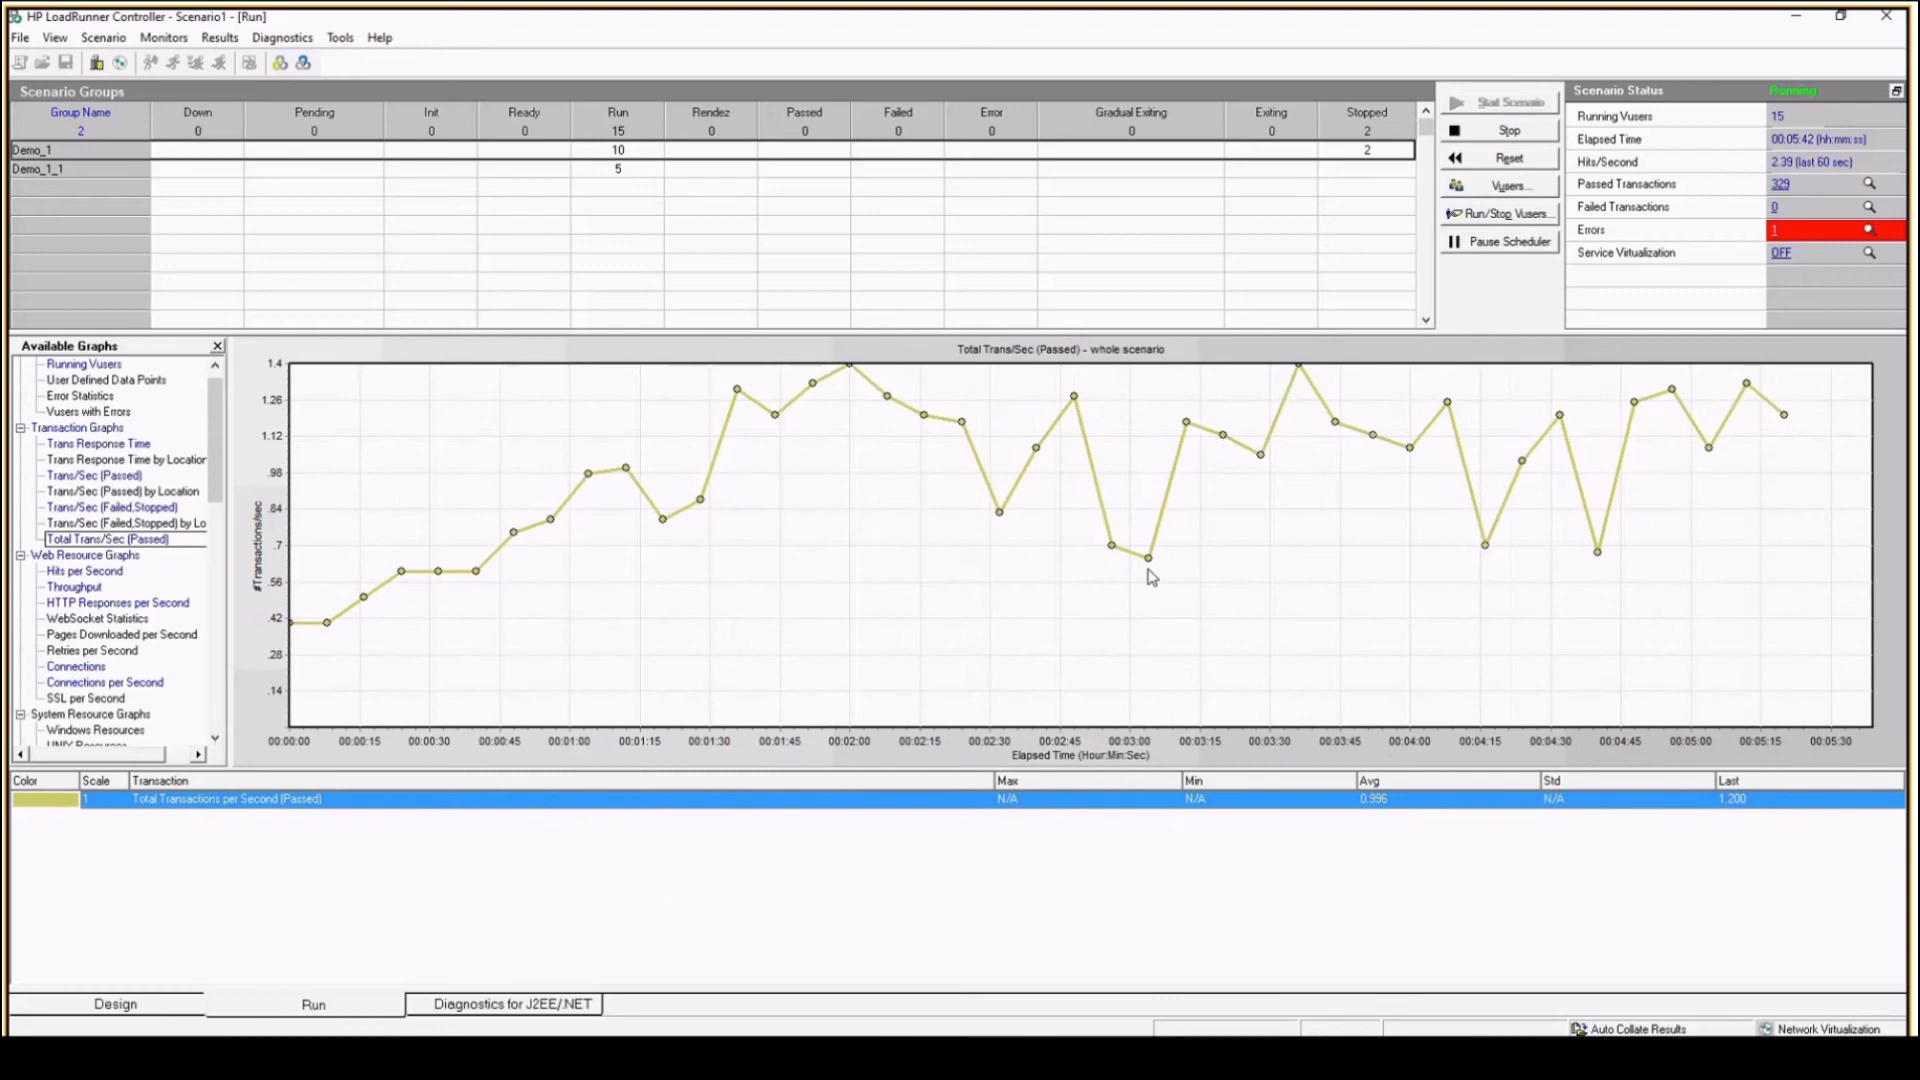 HP LoadRunner Controller - Scenario1 - [Run]
File View Scenario Monitors Results Diagnostics Tools Help
Scenario Groups
Group Name Down Pending Init Ready Run Rendez Passed Failed Error Gradual Exiting Exiting Stopped
2 0 0 0 0 15 0 0 0 0 0 0 2
Demo_1 10 2
Demo_1_1 5
Start Scenario
Stop
Reset
Vusers...
Run/Stop Vusers...
Pause Scheduler
Scenario Status Running
Running Vusers 15
Elapsed Time 00:05:42 (hh:mm:ss)
Hits/Second 2.39 (last 60 sec)
Passed Transactions 329
Failed Transactions 0
Errors 1
Service Virtualization OFF
Available Graphs
Running Vusers
User Defined Data Points
Error Statistics
Vusers with Errors
Transaction Graphs
Trans Response Time
Trans Response Time by Location
Trans/Sec (Passed)
Trans/Sec (Passed) by Location
Trans/Sec (Failed,Stopped)
Trans/Sec (Failed,Stopped) by Lo
Total Trans/Sec (Passed)
Web Resource Graphs
Hits per Second
Throughput
HTTP Responses per Second
WebSocket Statistics
Pages Downloaded per Second
Retries per Second
Connections
Connections per Second
SSL per Second
System Resource Graphs
Windows Resources
Total Trans/Sec (Passed) - whole scenario
#Transactions/sec
1.4
1.26
1.12
.98
.84
.7
.56
.42
.28
.14
00:00:00 00:00:15 00:00:30 00:00:45 00:01:00 00:01:15 00:01:30 00:01:45 00:02:00 00:02:15 00:02:30 00:02:45 00:03:00 00:03:15 00:03:30 00:03:45 00:04:00 00:04:15 00:04:30 00:04:45 00:05:00 00:05:15 00:05:30
Elapsed Time (Hour:Min:Sec)
Color Scale Transaction Max Min Avg Std Last
1 Total Transactions per Second (Passed) N/A N/A 0.996 N/A 1.200
Design Run Diagnostics for J2EE/.NET
Auto Collate Results Network Virtualization